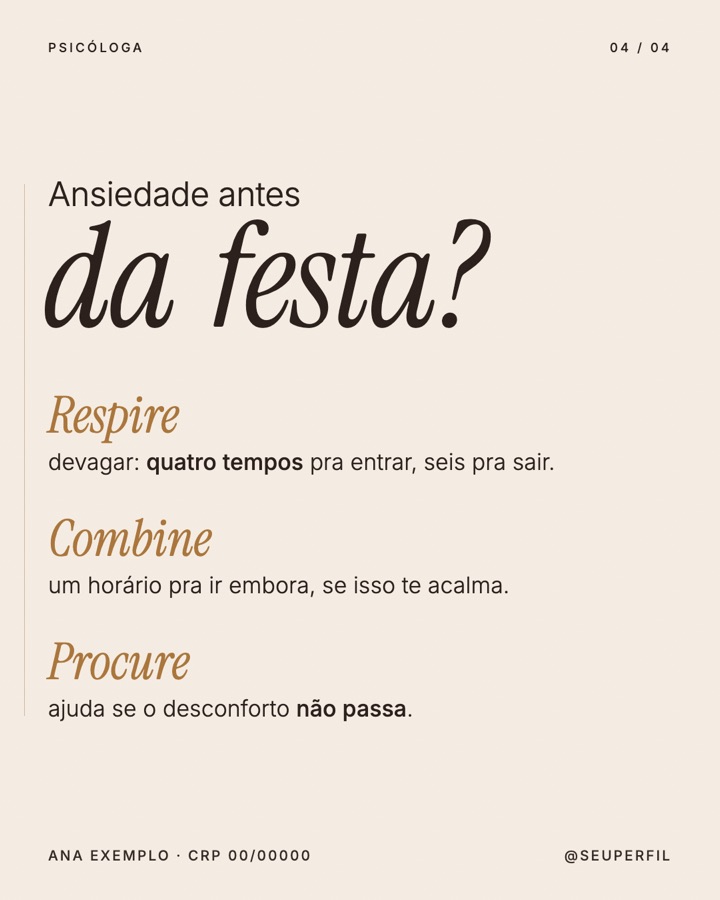 PSICÓLOGA
04 / 04
Ansiedade antes
da festa?
Respire
devagar: quatro tempos pra entrar, seis pra sair.
Combine
um horário pra ir embora, se isso te acalma.
Procure
ajuda se o desconforto não passa.
ANA EXEMPLO · CRP 00/00000
@SEUPERFIL